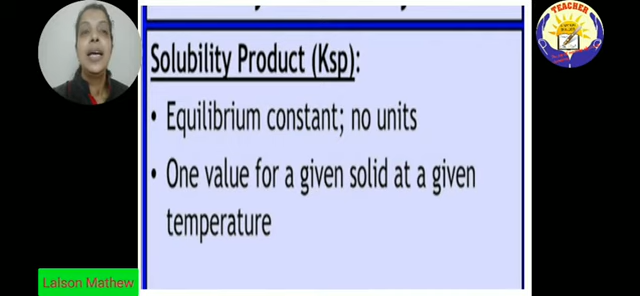 TEACHER
Solubility Product (Ksp):
• Equilibrium constant; no units
• One value for a given solid at a given
temperature
Lalson Mathew